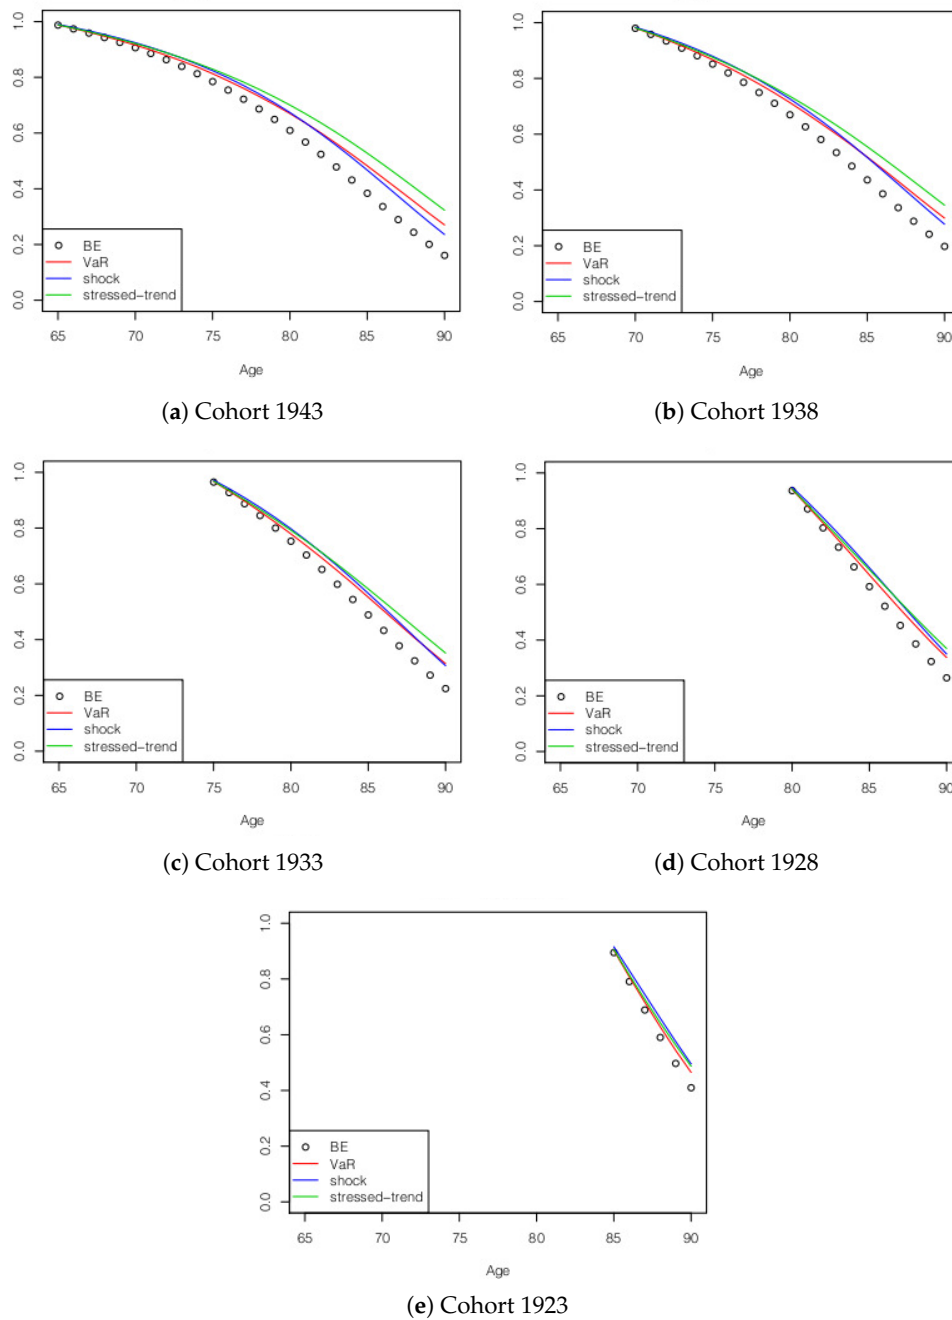 1.0
0.8
0.6
0.4
0.2
0.0
BE
VaR
shock
stressed-trend
65 70 75 80 85 90
Age
(a) Cohort 1943
1.0
0.8
0.6
0.4
0.2
0.0
BE
VaR
shock
stressed-trend
65 70 75 80 85 90
Age
(b) Cohort 1938
1.0
0.8
0.6
0.4
0.2
0.0
BE
VaR
shock
stressed-trend
65 70 75 80 85 90
Age
(c) Cohort 1933
1.0
0.8
0.6
0.4
0.2
0.0
BE
VaR
shock
stressed-trend
65 70 75 80 85 90
Age
(d) Cohort 1928
1.0
0.8
0.6
0.4
0.2
0.0
BE
VaR
shock
stressed-trend
65 70 75 80 85 90
Age
(e) Cohort 1923